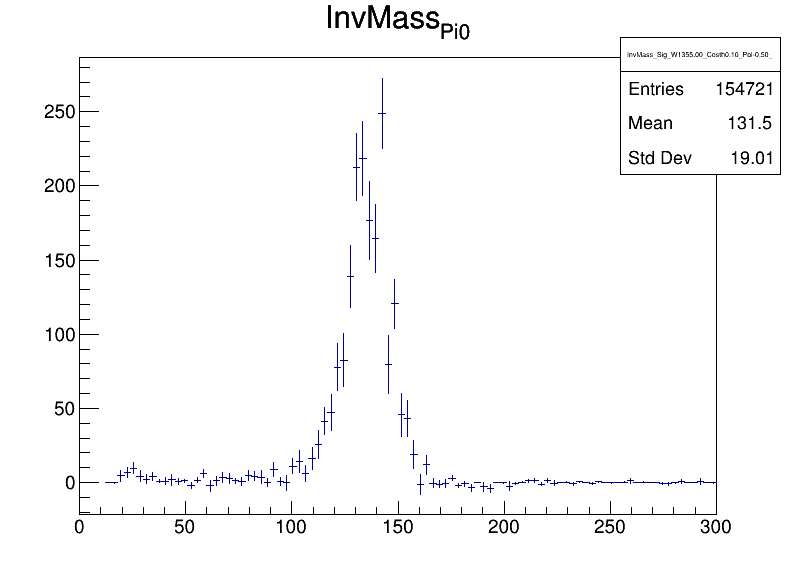 InvMass_Pi0
InvMass_Sig_W1355.00_Costh0.10_Pol-0.50_
Entries 154721
Mean 131.5
Std Dev 19.01
250
200
150
100
50
0
0 50 100 150 200 250 300